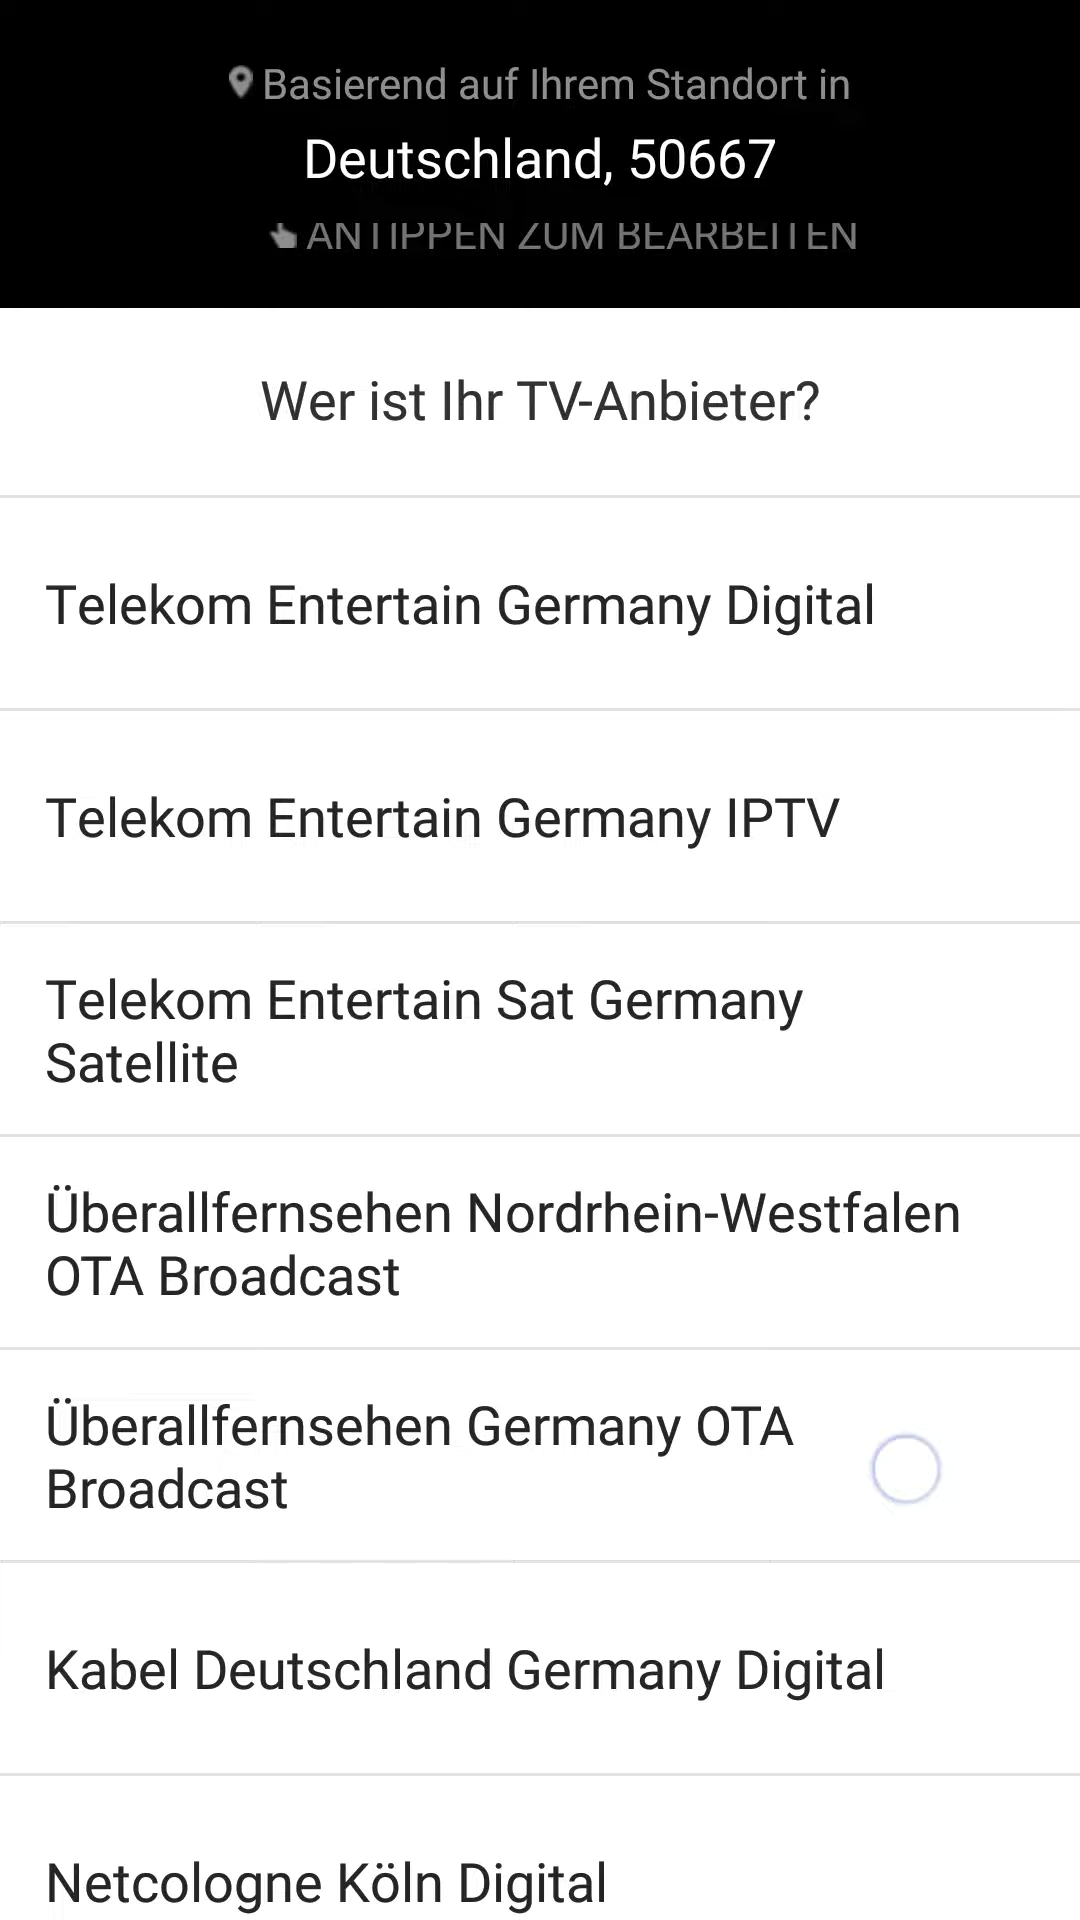 Basierend auf Ihrem Standort in
Deutschland, 50667
ANTIPPEN ZUM BEARBEITEN
Wer ist Ihr TV-Anbieter?
Telekom Entertain Germany Digital
Telekom Entertain Germany IPTV
Telekom Entertain Sat Germany
Satellite
Überallfernsehen Nordrhein-Westfalen
OTA Broadcast
Überallfernsehen Germany OTA
Broadcast
Kabel Deutschland Germany Digital
Netcologne Köln Digital